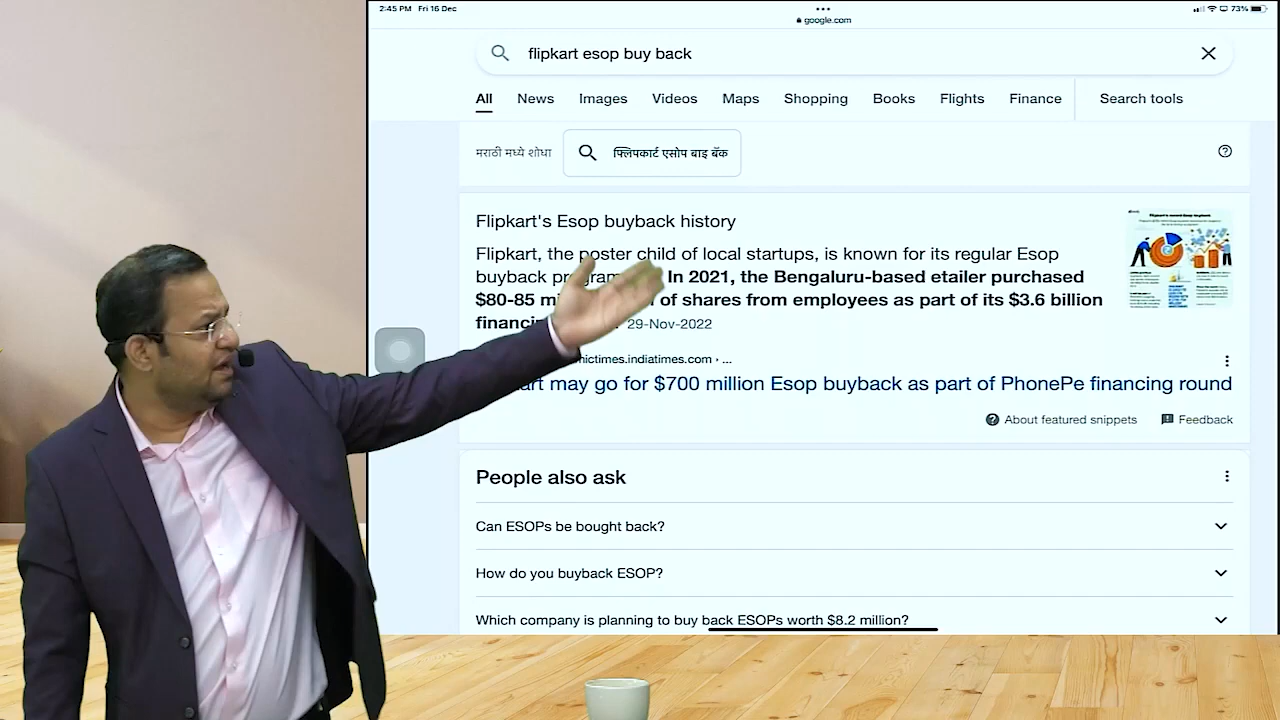 2:45 PM Fri 16 Dec
73%
google.com
flipkart esop buy back
All News Images Videos Maps Shopping Books Flights Finance Search tools
मराठी मध्ये शोधा फ्लिपकार्ट एसोप बाइ बॅक
Flipkart's Esop buyback history
Flipkart, the poster child of local startups, is known for its regular Esop
buyback In 2021, the Bengaluru-based etailer purchased
$80-85 of shares from employees as part of its $3.6 billion
29-Nov-2022
mictimes.indiatimes.com › ...
may go for $700 million Esop buyback as part of PhonePe financing round
About featured snippets Feedback
People also ask
Can ESOPs be bought back?
How do you buyback ESOP?
Which company is planning to buy back ESOPs worth $8.2 million?